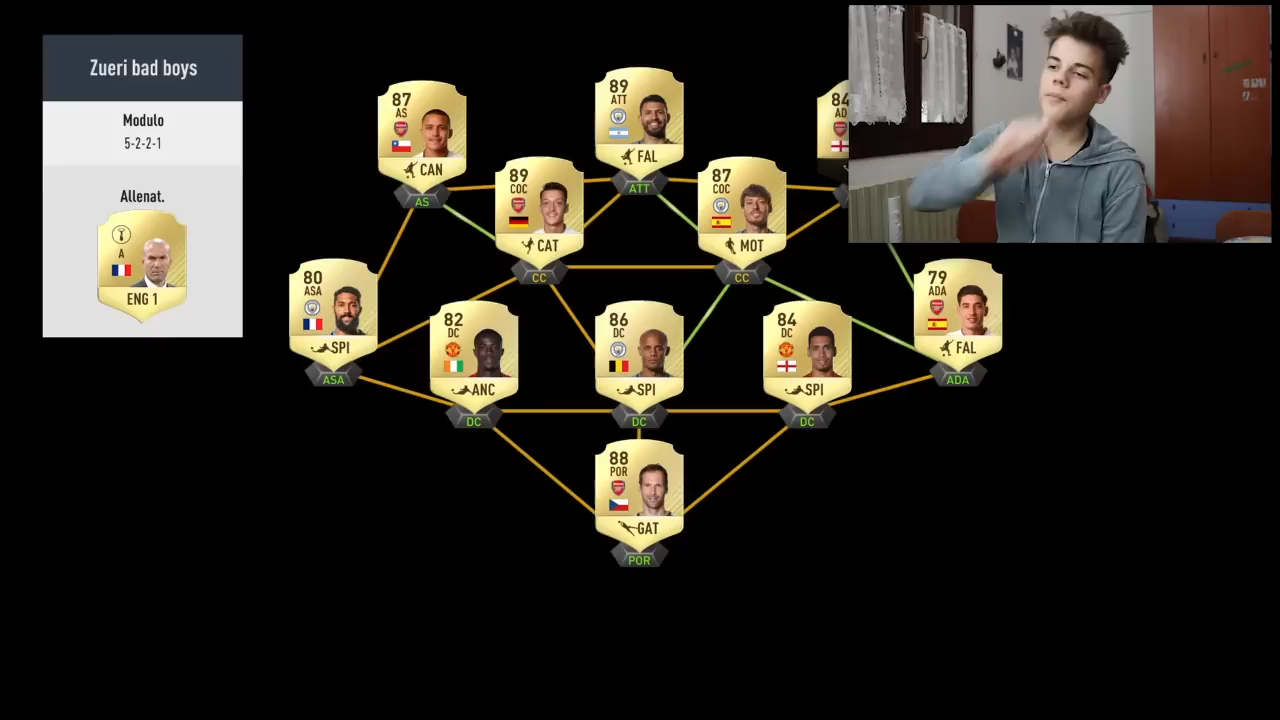 Zueri bad boys
Modulo
5-2-2-1
Allenat.
A
ENG 1
87
AS
CAN
AS
89
ATT
FAL
ATT
84
AD
89
COC
CAT
CC
87
COC
MOT
CC
80
ASA
SPI
ASA
82
DC
ANC
DC
86
DC
SPI
DC
84
DC
SPI
DC
79
ADA
FAL
ADA
88
POR
GAT
POR